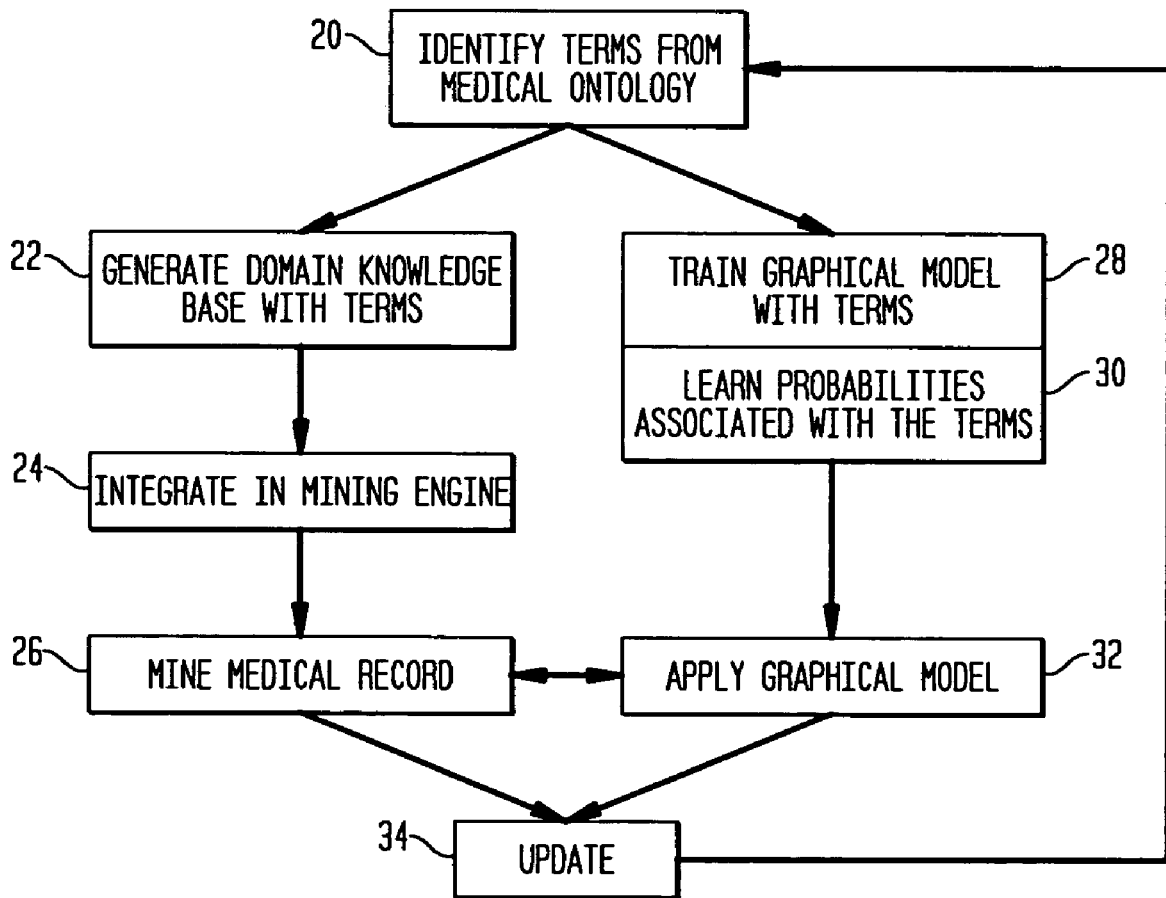 20
IDENTIFY TERMS FROM
MEDICAL ONTOLOGY
22
GENERATE DOMAIN KNOWLEDGE
BASE WITH TERMS
28
TRAIN GRAPHICAL MODEL
WITH TERMS
30
LEARN PROBABILITIES
ASSOCIATED WITH THE TERMS
24
INTEGRATE IN MINING ENGINE
26
MINE MEDICAL RECORD
32
APPLY GRAPHICAL MODEL
34
UPDATE